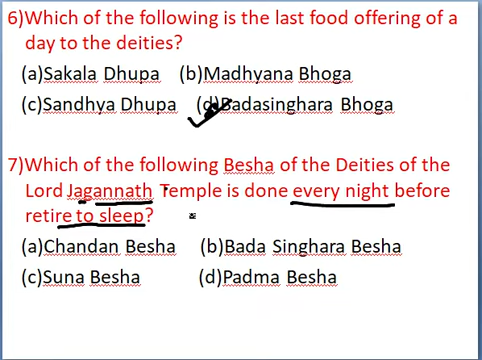 6)Which of the following is the last food offering of a
day to the deities?
(a)Sakala Dhupa (b)Madhyana Bhoga
(c)Sandhya Dhupa (d)Badasinghara Bhoga
7)Which of the following Besha of the Deities of the
Lord Jagannath Temple is done every night before
retire to sleep?
(a)Chandan Besha (b)Bada Singhara Besha
(c)Suna Besha (d)Padma Besha